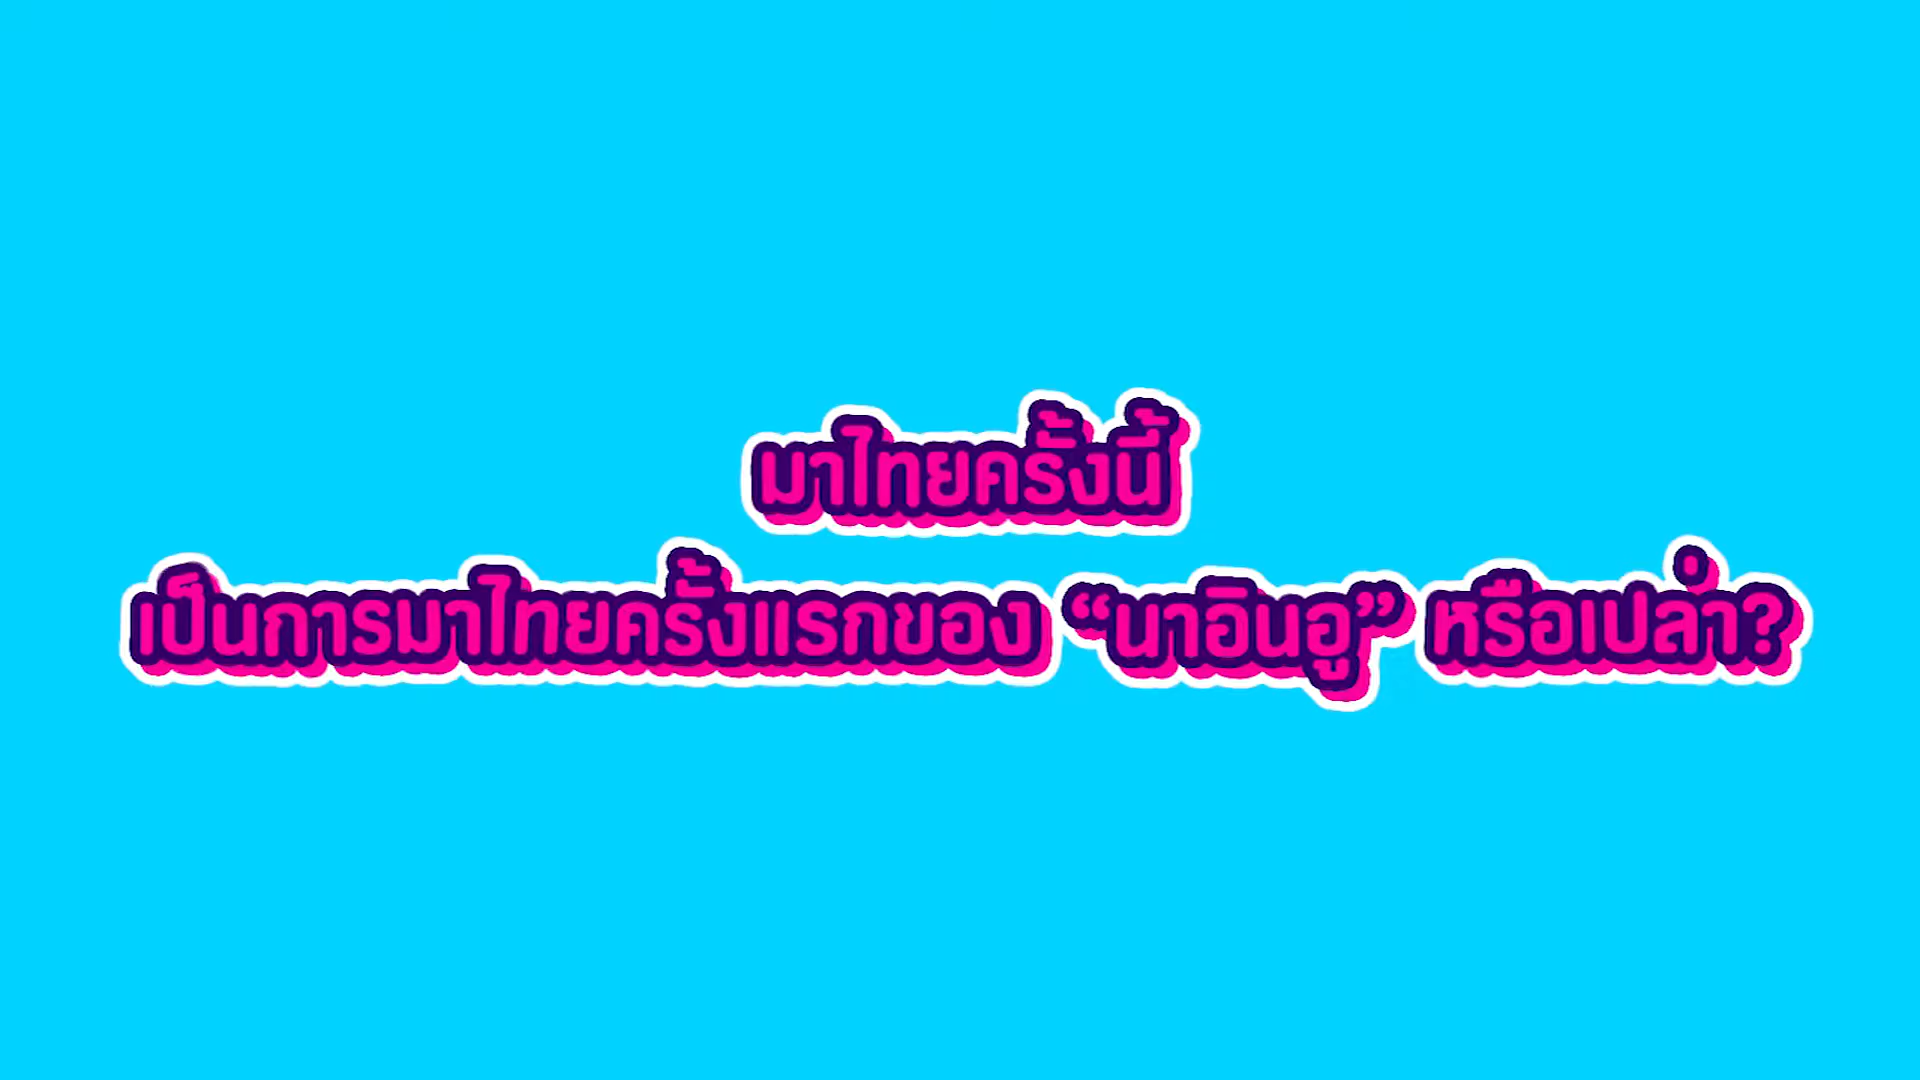 มาไทยครั้งนี้
เป็นการมาไทยครั้งแรกของ “นาอินอู” หรือเปล่า?